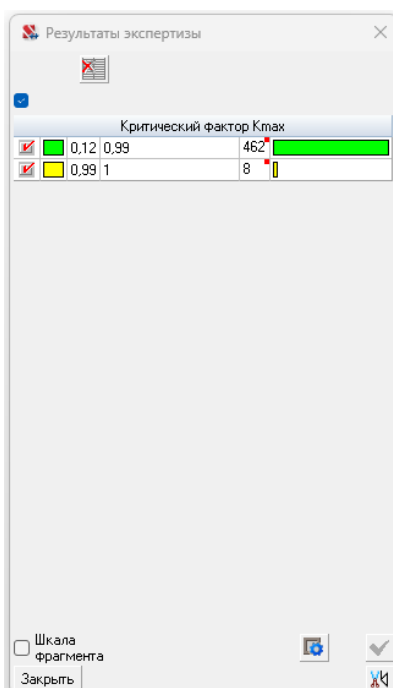 Результаты экспертизы
Критический фактор Kmax
0,12 0,99 462
0,99 1 8
Шкала
фрагмента
Закрыть